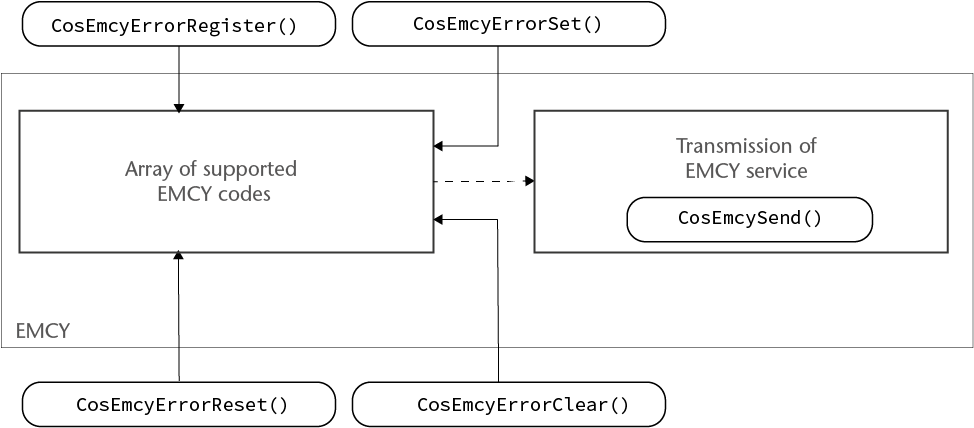 CosEmcyErrorRegister()
CosEmcyErrorSet()
Array of supported
EMCY codes
Transmission of
EMCY service
CosEmcySend()
EMCY
CosEmcyErrorReset()
CosEmcyErrorClear()